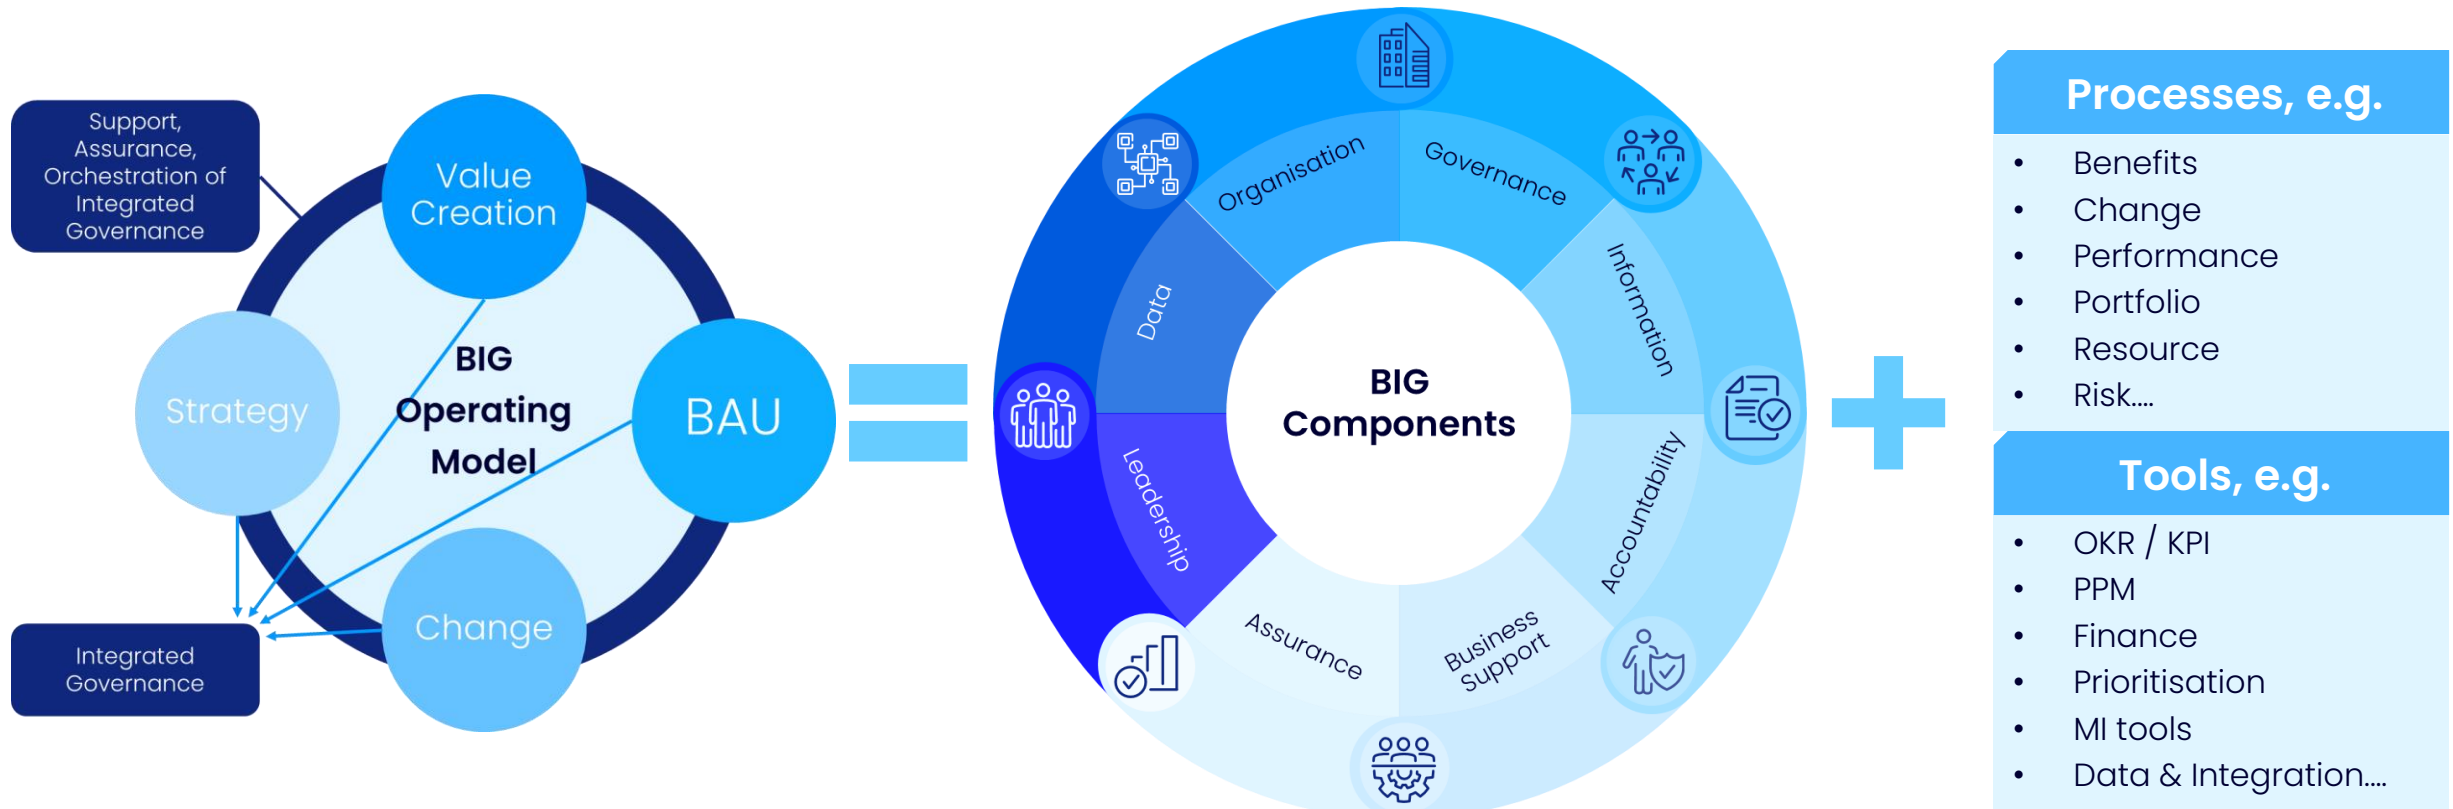 Support,
Assurance,
Orchestration of
Integrated
Governance
Value
Creation
Strategy
BIG
Operating
Model
BAU
Change
Integrated
Governance
Organisation
Governance
Information
Accountability
Business
Support
Assurance
Leadership
Data
BIG
Components
Processes, e.g.
• Benefits
• Change
• Performance
• Portfolio
• Resource
• Risk....
Tools, e.g.
• OKR / KPI
• PPM
• Finance
• Prioritisation
• MI tools
• Data & Integration....